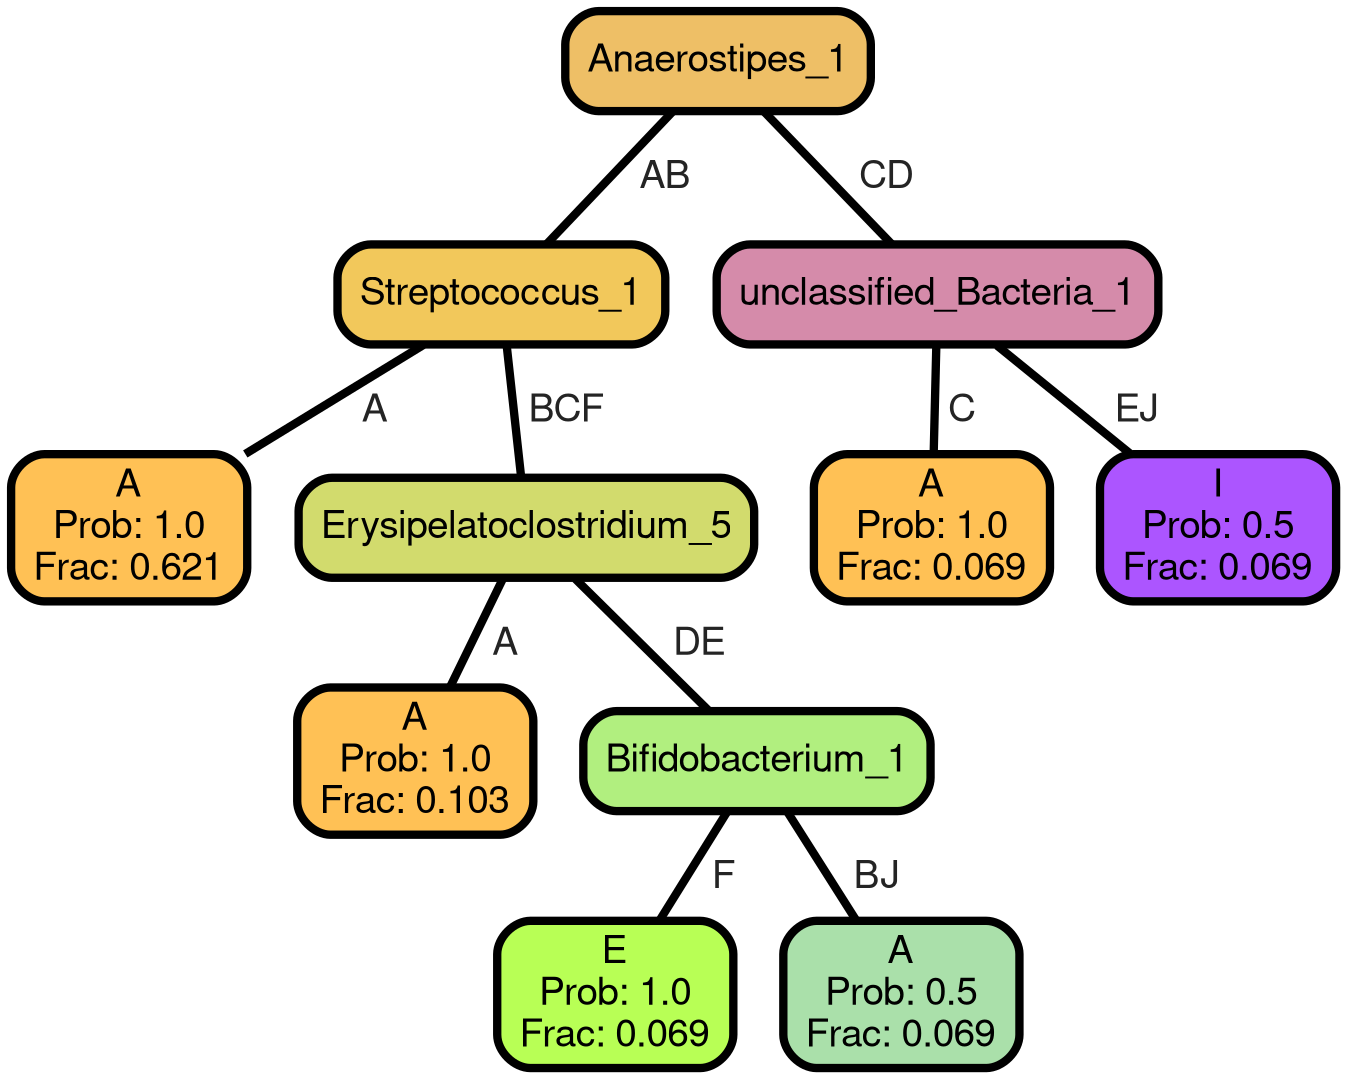 Anaerostipes_1
AB
CD
Streptococcus_1
unclassified_Bacteria_1
A
BCF
C
EJ
A
Prob: 1.0
Frac: 0.621
Erysipelatoclostridium_5
A
Prob: 1.0
Frac: 0.069
I
Prob: 0.5
Frac: 0.069
A
DE
A
Prob: 1.0
Frac: 0.103
Bifidobacterium_1
F
BJ
E
Prob: 1.0
Frac: 0.069
A
Prob: 0.5
Frac: 0.069